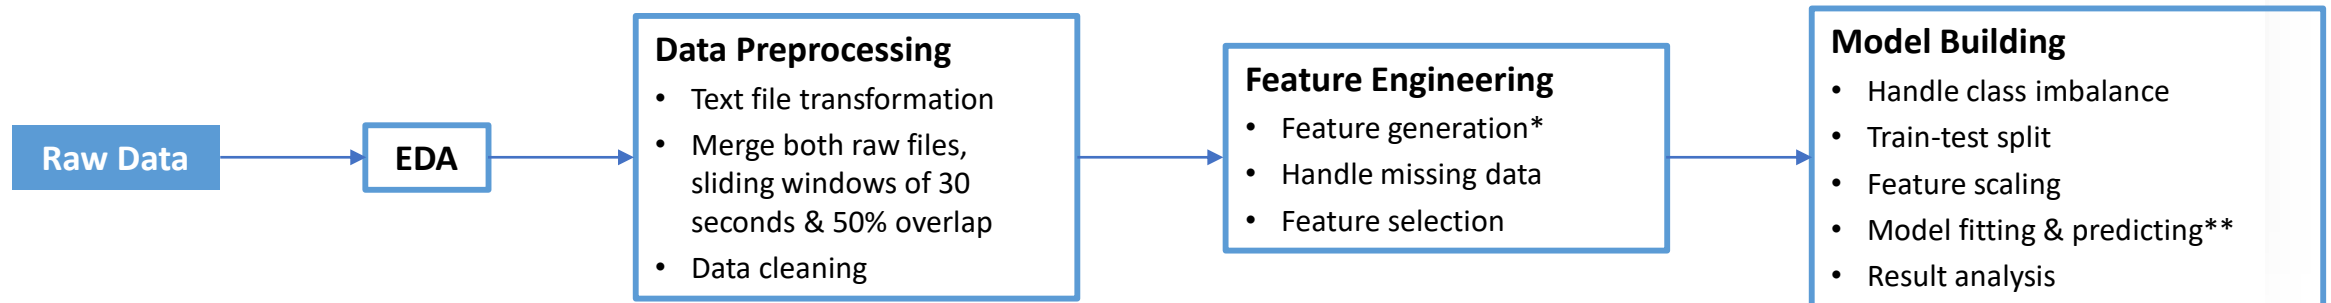 Raw Data
EDA
Data Preprocessing
• Text file transformation
• Merge both raw files,
sliding windows of 30
seconds & 50% overlap
• Data cleaning
Feature Engineering
• Feature generation*
• Handle missing data
• Feature selection
Model Building
• Handle class imbalance
• Train-test split
• Feature scaling
• Model fitting & predicting**
• Result analysis